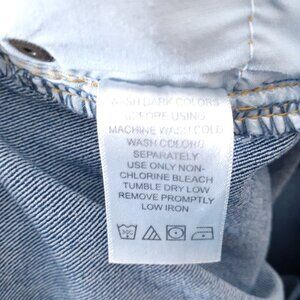 WASH DARK COLORS
BEFORE USING
MACHINE WASH COLD
WASH COLORS
SEPARATELY
USE ONLY NON-
CHLORINE BLEACH
TUMBLE DRY LOW
REMOVE PROMPTLY
LOW IRON